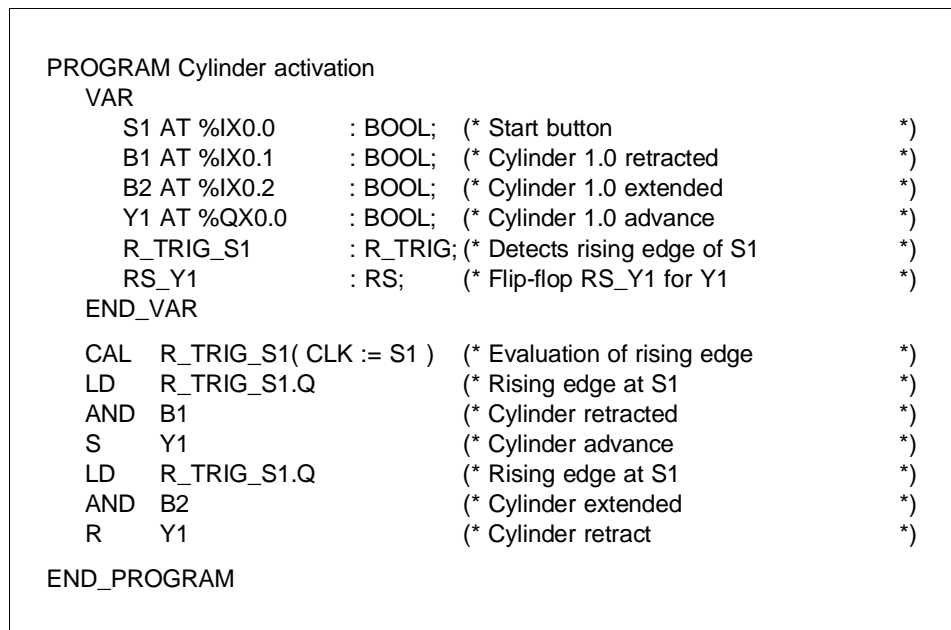 PROGRAM Cylinder activation
VAR
S1 AT %IX0.0 : BOOL; (* Start button *)
B1 AT %IX0.1 : BOOL; (* Cylinder 1.0 retracted *)
B2 AT %IX0.2 : BOOL; (* Cylinder 1.0 extended *)
Y1 AT %QX0.0 : BOOL; (* Cylinder 1.0 advance *)
R_TRIG_S1 : R_TRIG; (* Detects rising edge of S1 *)
RS_Y1 : RS; (* Flip-flop RS_Y1 for Y1 *)
END_VAR
CAL R_TRIG_S1( CLK := S1 ) (* Evaluation of rising edge *)
LD R_TRIG_S1.Q (* Rising edge at S1 *)
AND B1 (* Cylinder retracted *)
S Y1 (* Cylinder advance *)
LD R_TRIG_S1.Q (* Rising edge at S1 *)
AND B2 (* Cylinder extended *)
R Y1 (* Cylinder retract *)
END_PROGRAM